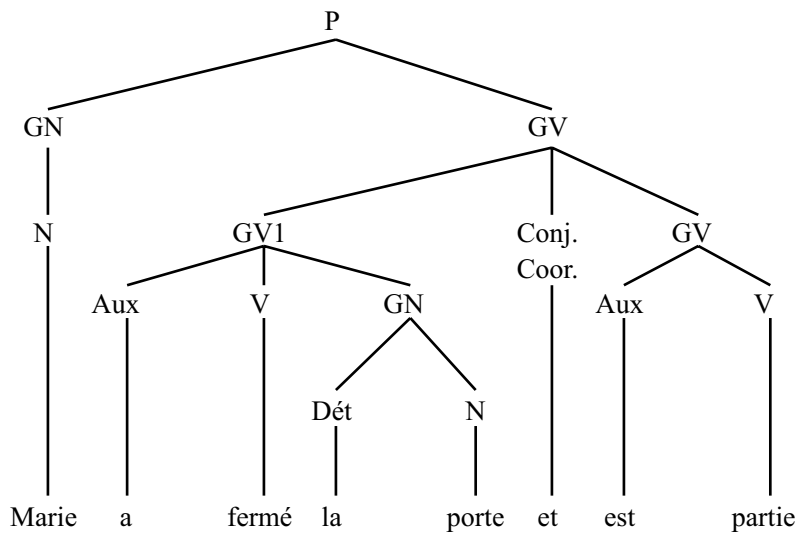 P
GN GV
N GV1 Conj. GV
Coor.
Aux V GN Aux V
Dét N
Marie a fermé la porte et est partie